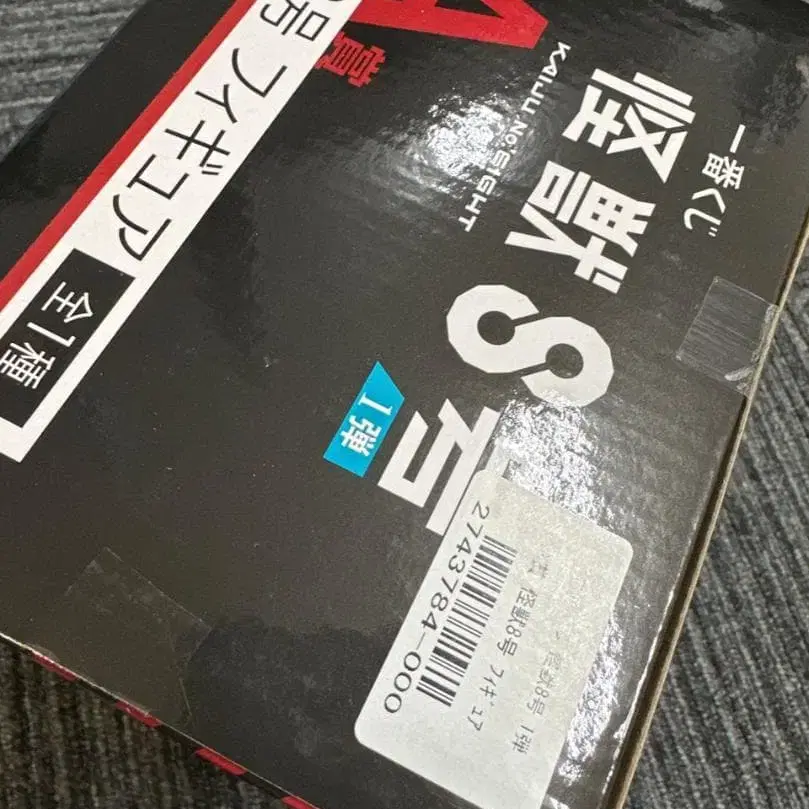 一番くじ
怪獣8号
KAIJU No.EIGHT
1弾
A賞
号 フィギュア 全1種
怪獣8号 1弾
怪獣8号 フィギュア
2743784-000